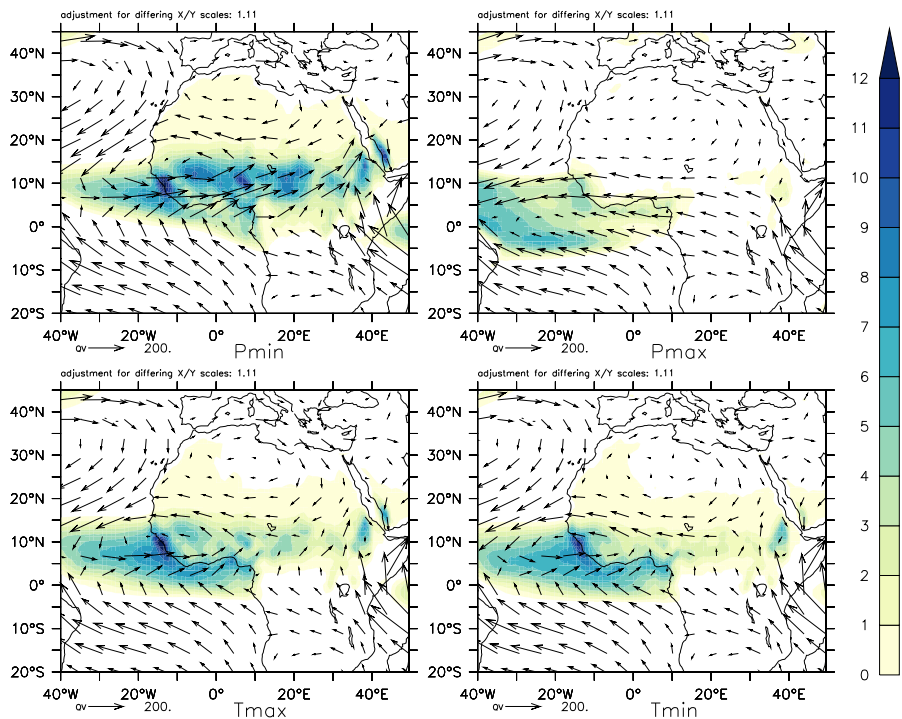 adjustment for differing X/Y scales: 1.11
adjustment for differing X/Y scales: 1.11
40°N
30°N
20°N
10°N
0°
10°S
20°S
40°W 20°W 0° 20°E 40°E
qv 200.
Pmin
40°N
30°N
20°N
10°N
0°
10°S
20°S
40°W 20°W 0° 20°E 40°E
qv 200.
Pmax
adjustment for differing X/Y scales: 1.11
adjustment for differing X/Y scales: 1.11
40°N
30°N
20°N
10°N
0°
10°S
20°S
40°W 20°W 0° 20°E 40°E
qv 200.
Tmax
40°N
30°N
20°N
10°N
0°
10°S
20°S
40°W 20°W 0° 20°E 40°E
qv 200.
Tmin
12
11
10
9
8
7
6
5
4
3
2
1
0